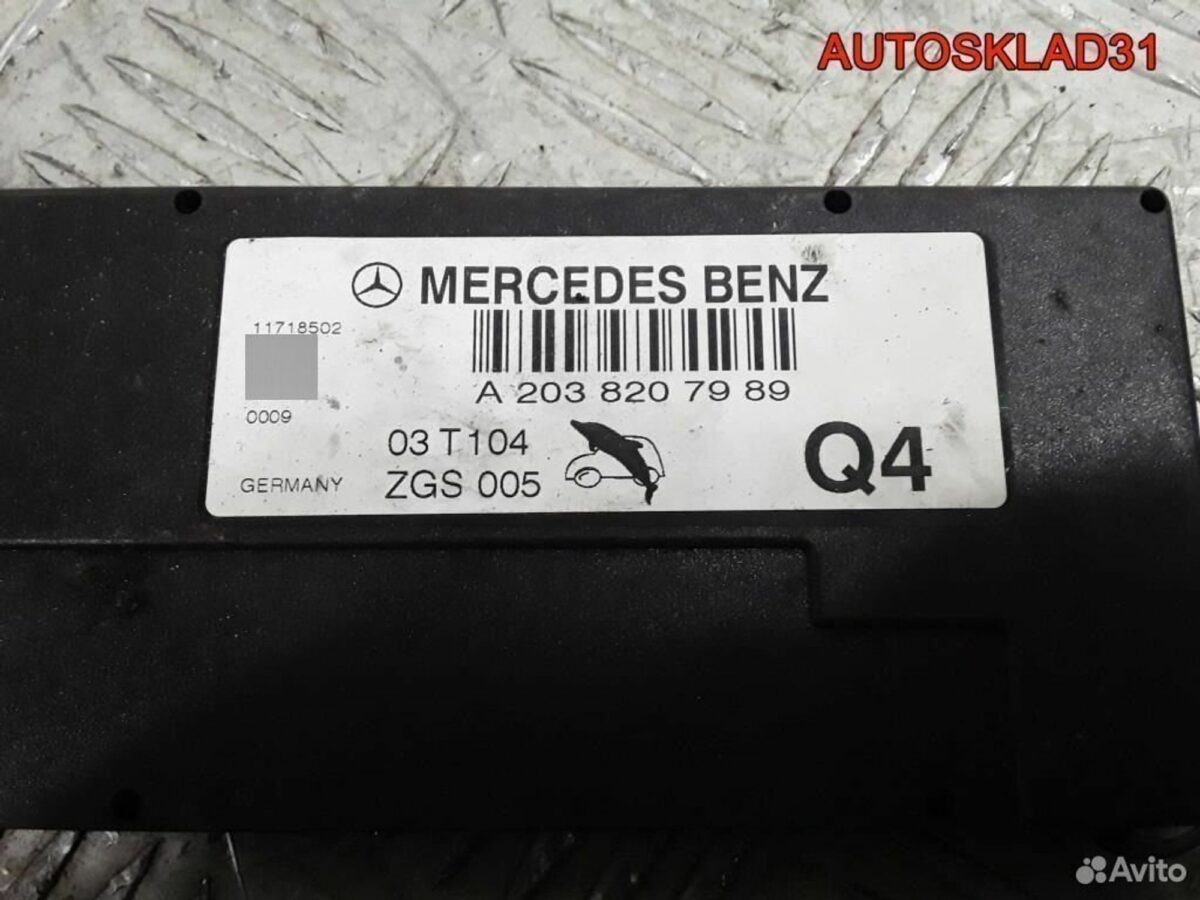 AUTOSKLAD31
MERCEDES BENZ
11718502
A 203 820 79 89
0009
03 T104
GERMANY
ZGS 005
Q4
Avito